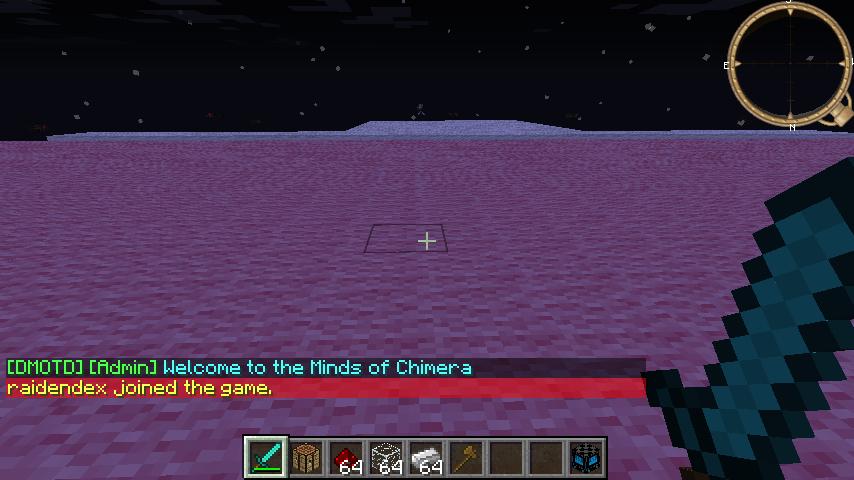 E
N
[DMOTD] [Admin] Welcome to the Minds of Chimera
raidendex joined the game.
64 64 64